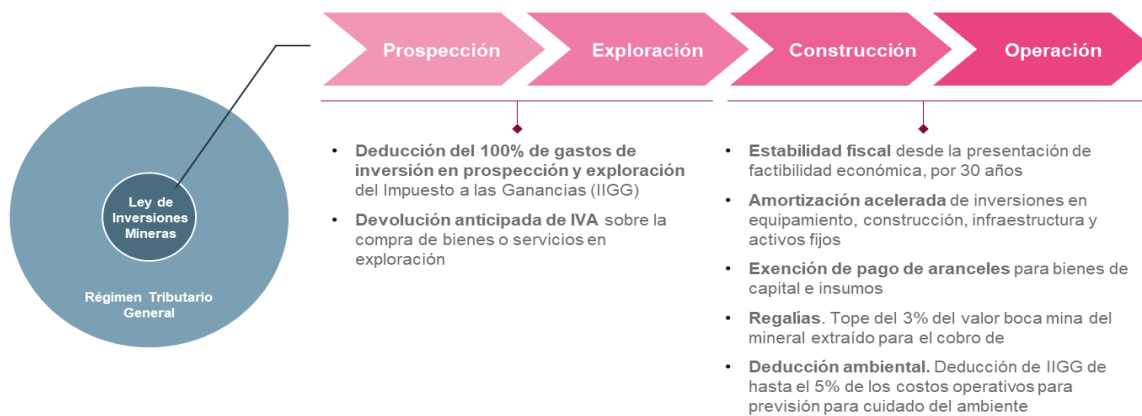 Prospección
Exploración
Construcción
Operación
Ley de
Inversiones
Mineras
Régimen Tributario
General
• Deducción del 100% de gastos de
inversión en prospección y exploración
del Impuesto a las Ganancias (IIGG)
• Devolución anticipada de IVA sobre la
compra de bienes o servicios en
exploración
• Estabilidad fiscal desde la presentación de
factibilidad económica, por 30 años
• Amortización acelerada de inversiones en
equipamiento, construcción, infraestructura y
activos fijos
• Exención de pago de aranceles para bienes de
capital e insumos
• Regalías. Tope del 3% del valor boca mina del
mineral extraído para el cobro de
• Deducción ambiental. Deducción de IIGG de
hasta el 5% de los costos operativos para
previsión para cuidado del ambiente